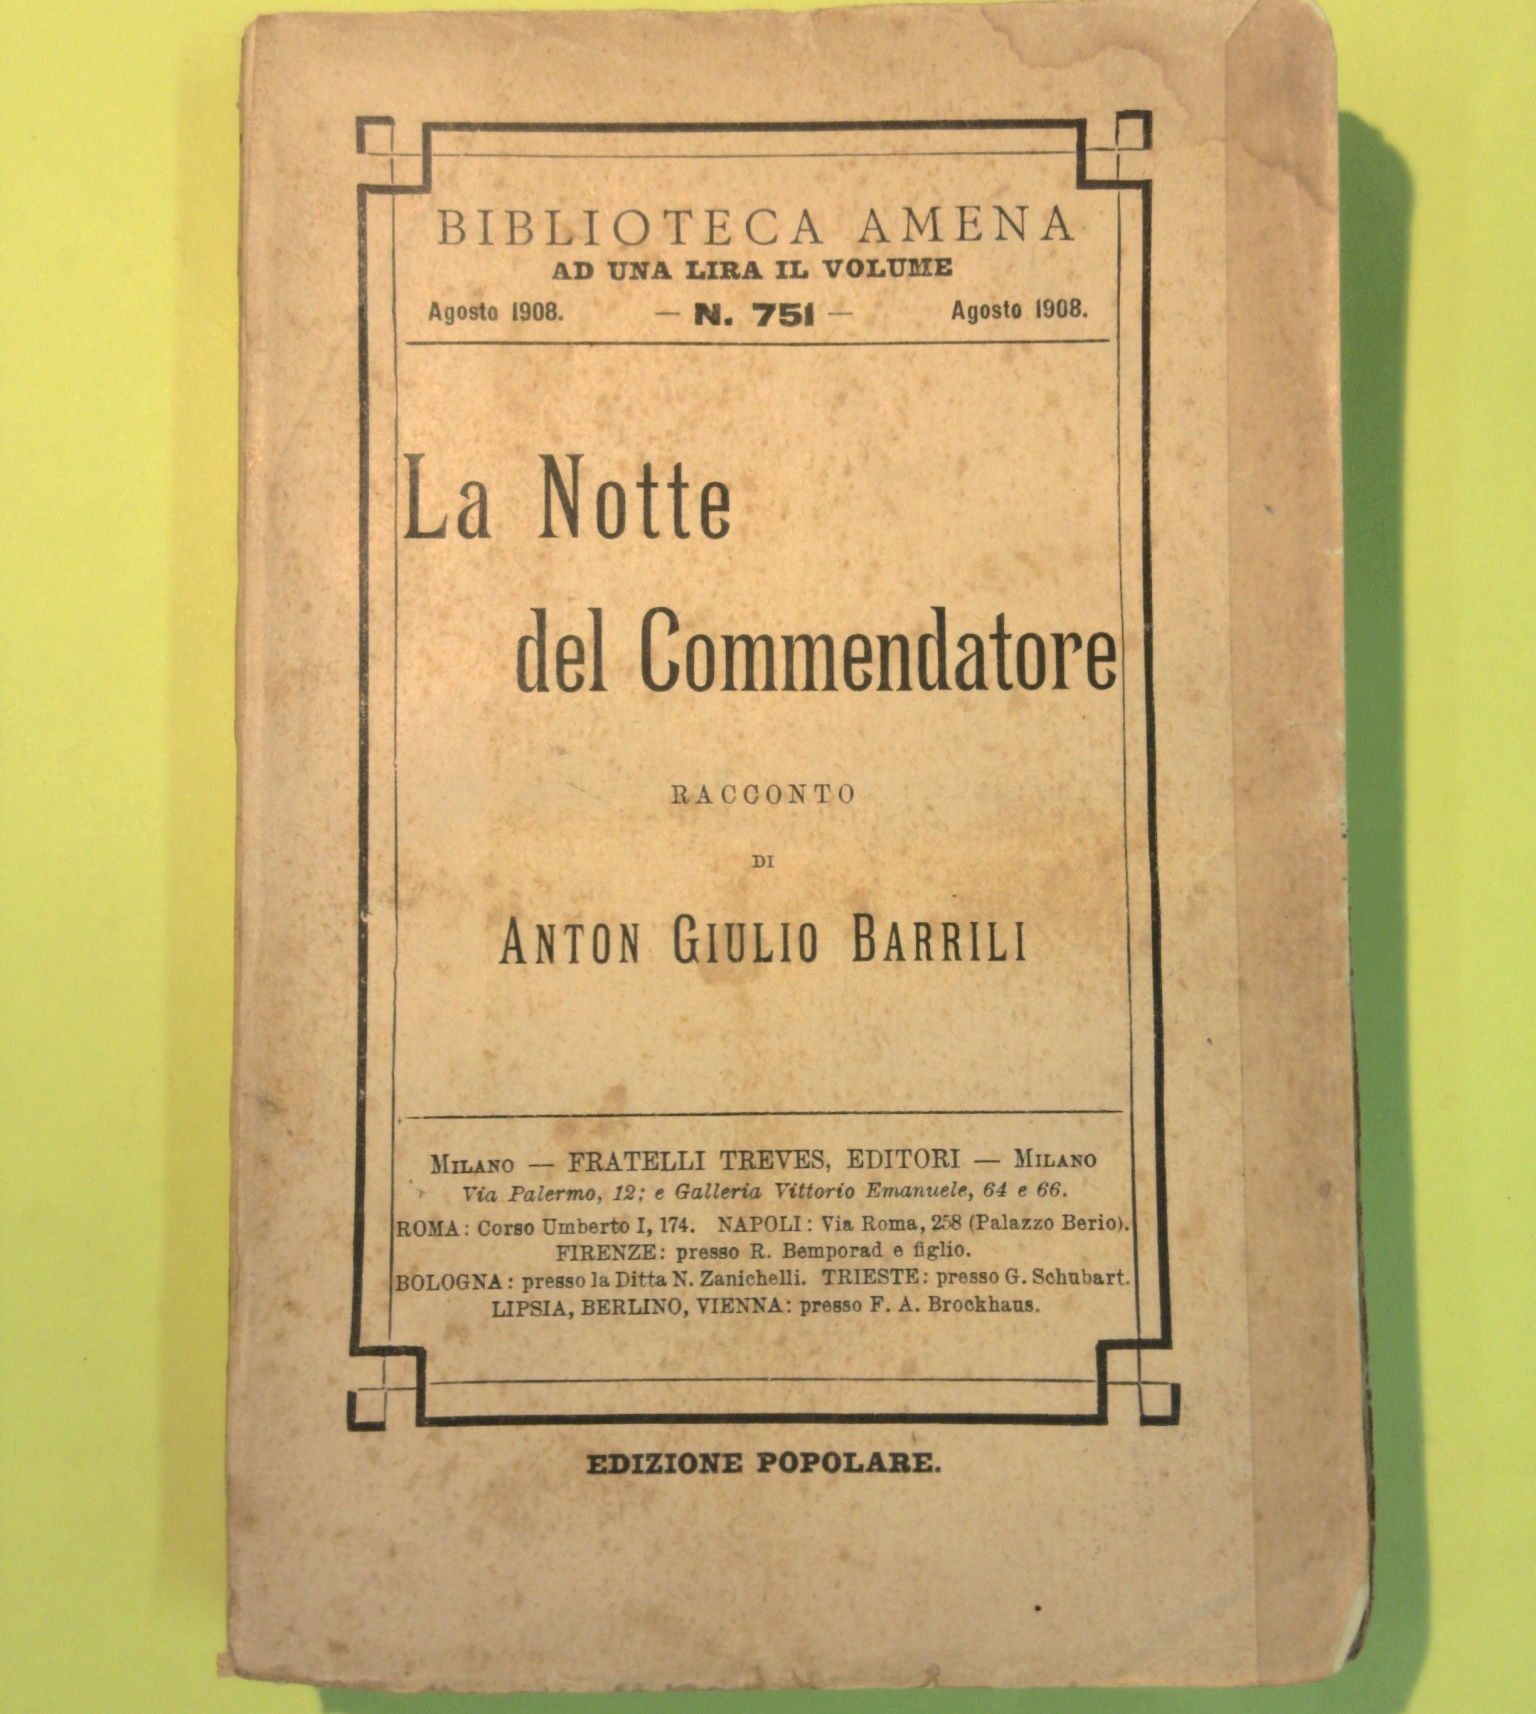 BIBLIOTECA AMENA
AD UNA LIRA IL VOLUME
Agosto 1908. — N. 751 — Agosto 1908.
La Notte
del Commendatore
RACCONTO
DI
ANTON GIULIO BARRILI
MILANO — FRATELLI TREVES, EDITORI — MILANO
Via Palermo, 12; e Galleria Vittorio Emanuele, 64 e 66.
ROMA: Corso Umberto I, 174. NAPOLI: Via Roma, 258 (Palazzo Berio).
FIRENZE: presso R. Bemporad e figlio.
BOLOGNA: presso la Ditta N. Zanichelli. TRIESTE: presso G. Schubart.
LIPSIA, BERLINO, VIENNA: presso F. A. Brockhaus.
EDIZIONE POPOLARE.